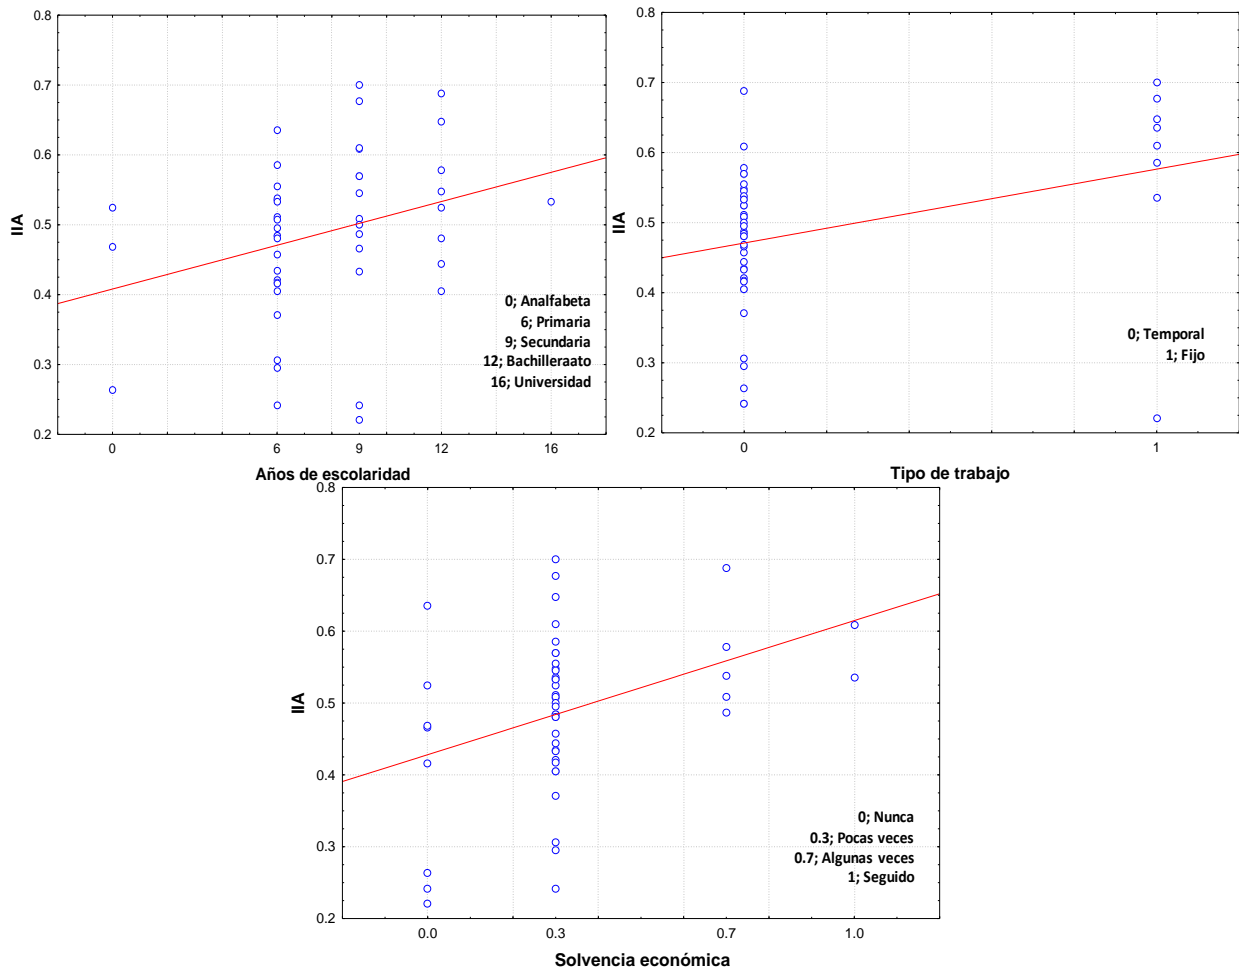 0.8
0.7
0.6
0.5
0.4
0.3
0.2
IIA
0 6 9 12 16
Años de escolaridad
0; Analfabeta
6; Primaria
9; Secundaria
12; Bachilleraato
16; Universidad
0.8
0.7
0.6
0.5
0.4
0.3
0.2
IIA
0 1
Tipo de trabajo
0; Temporal
1; Fijo
0.8
0.7
0.6
0.5
0.4
0.3
0.2
IIA
0.0 0.3 0.7 1.0
Solvencia económica
0; Nunca
0.3; Pocas veces
0.7; Algunas veces
1; Seguido